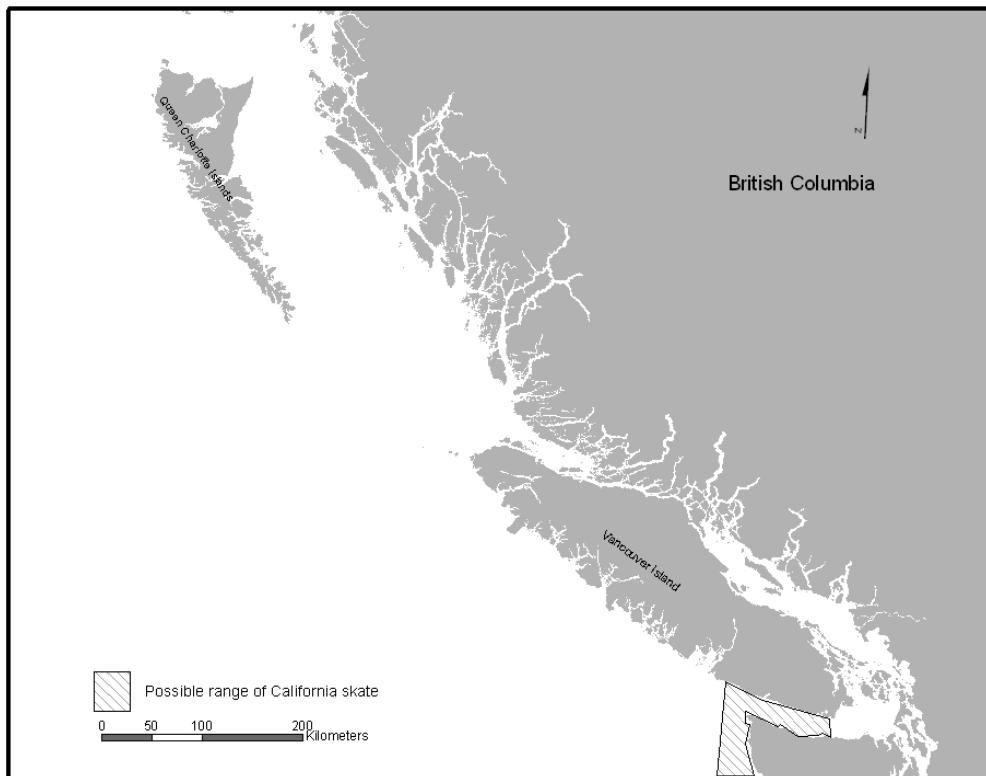 Queen Charlotte Islands
N
British Columbia
Vancouver Island
Possible range of California skate
0 50 100 200
Kilometers